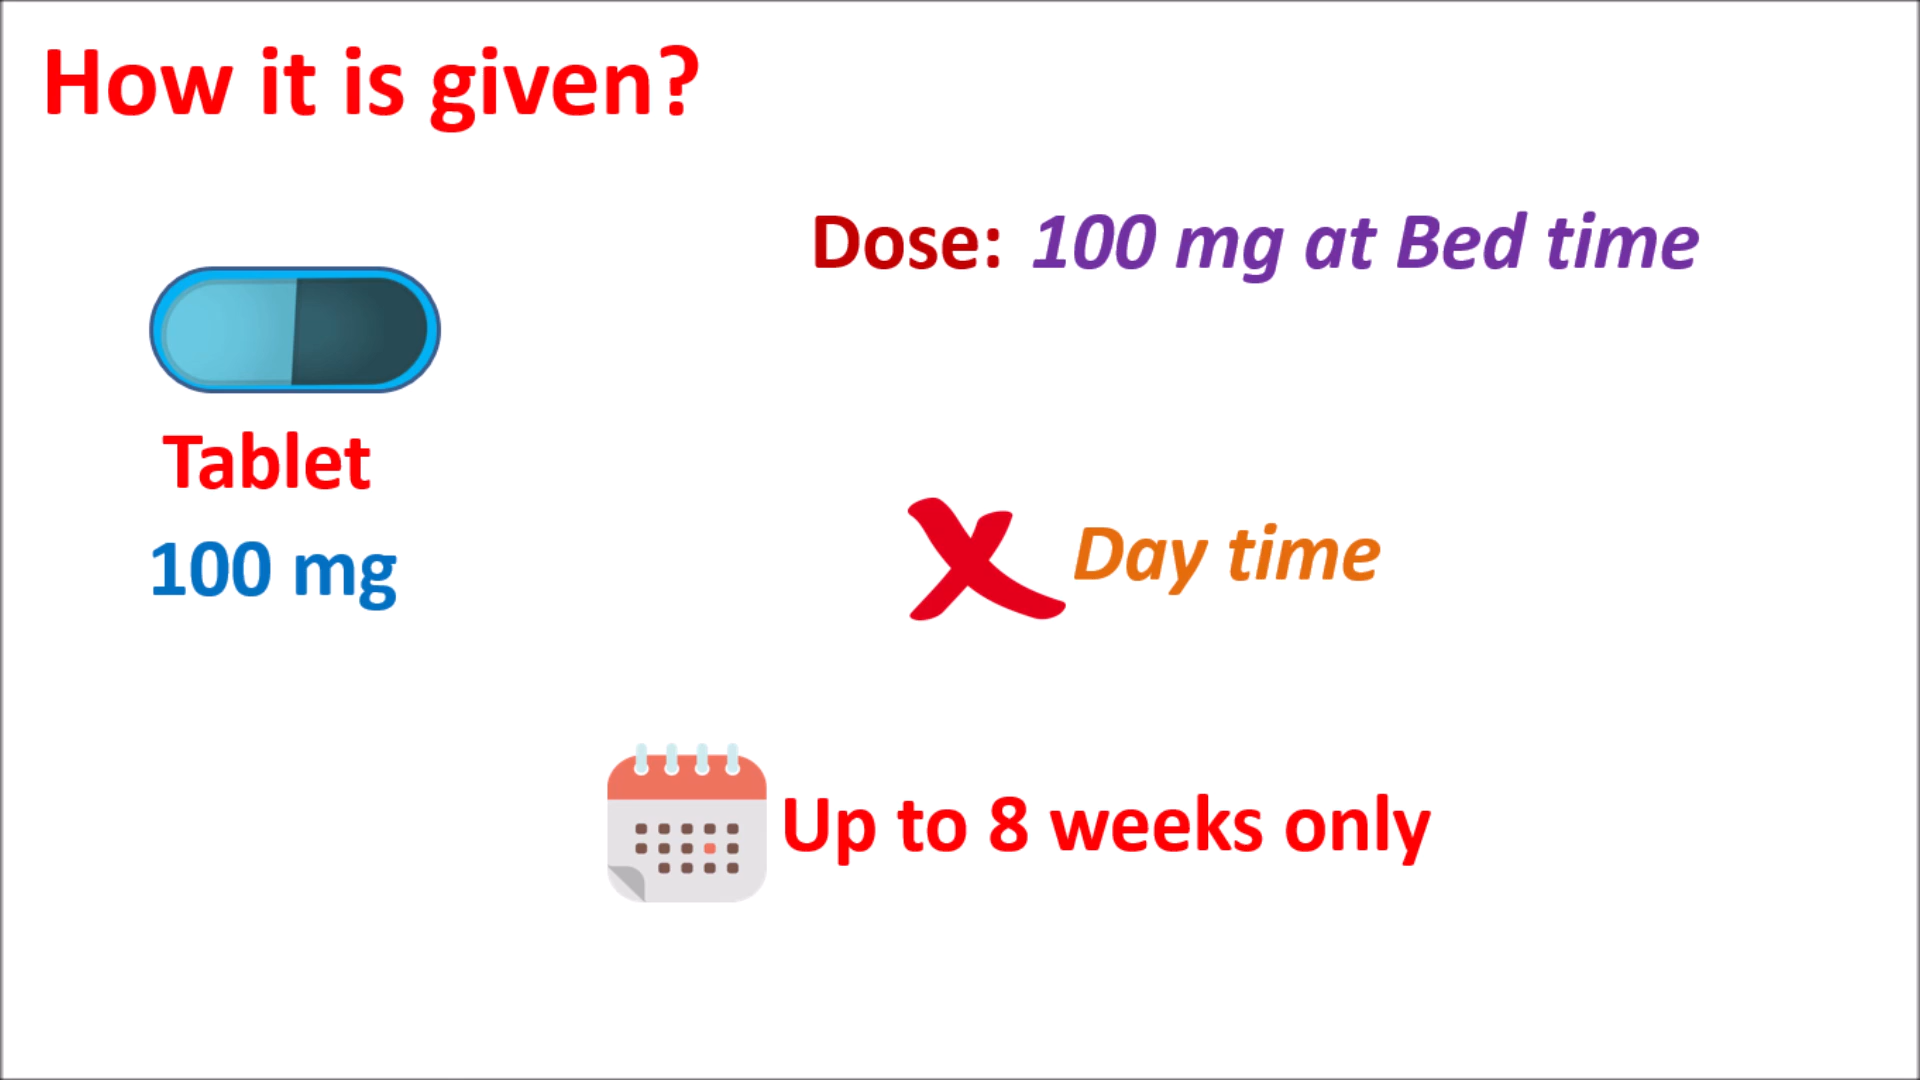 How it is given?
Dose: 100 mg at Bed time
Tablet
100 mg
Day time
Up to 8 weeks only